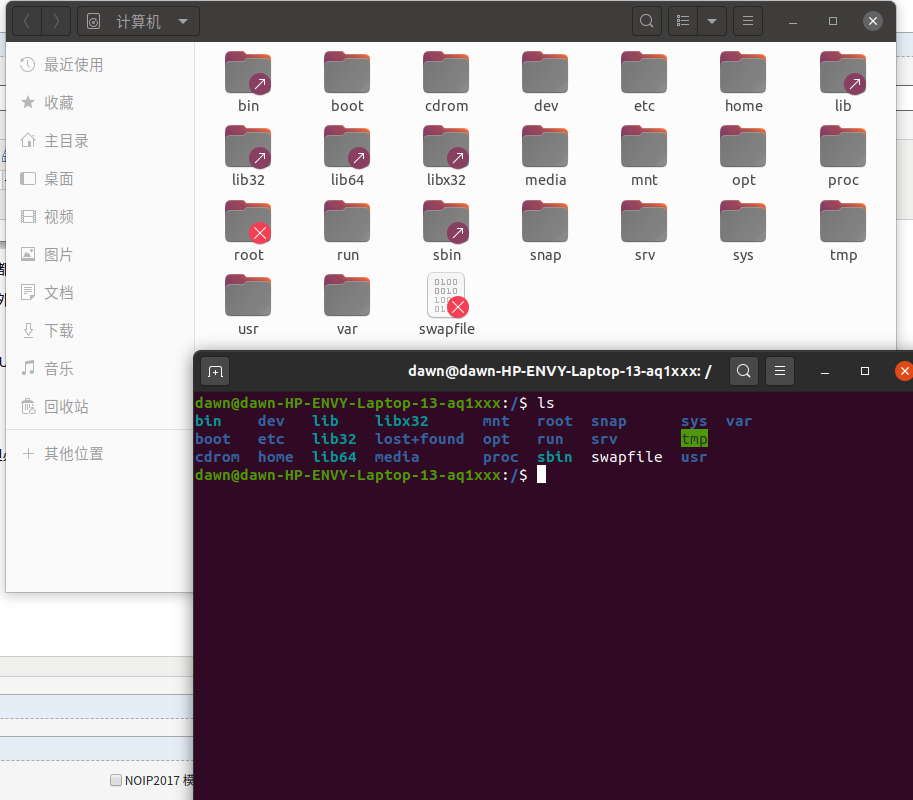 计算机
最近使用
收藏
主目录
桌面
视频
图片
文档
下载
音乐
回收站
其他位置
bin boot cdrom dev etc home lib
lib32 lib64 libx32 media mnt opt proc
root run sbin snap srv sys tmp
usr var swapfile
dawn@dawn-HP-ENVY-Laptop-13-aq1xxx: /
dawn@dawn-HP-ENVY-Laptop-13-aq1xxx:/$ ls
bin dev lib libx32 mnt root snap sys var
boot etc lib32 lost+found opt run srv tmp
cdrom home lib64 media proc sbin swapfile usr
dawn@dawn-HP-ENVY-Laptop-13-aq1xxx:/$
NOIP2017 模